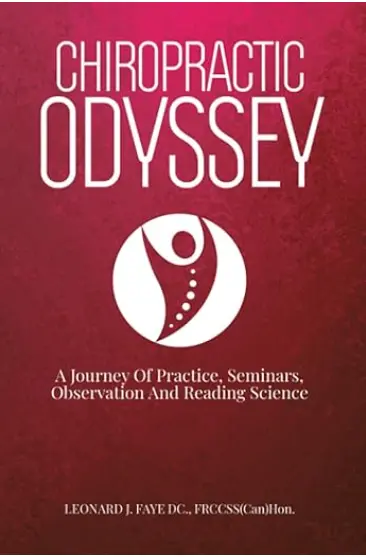 CHIROPRACTIC
ODYSSEY
A Journey Of Practice, Seminars,
Observation And Reading Science
LEONARD J. FAYE DC., FRCCSS(Can)Hon.